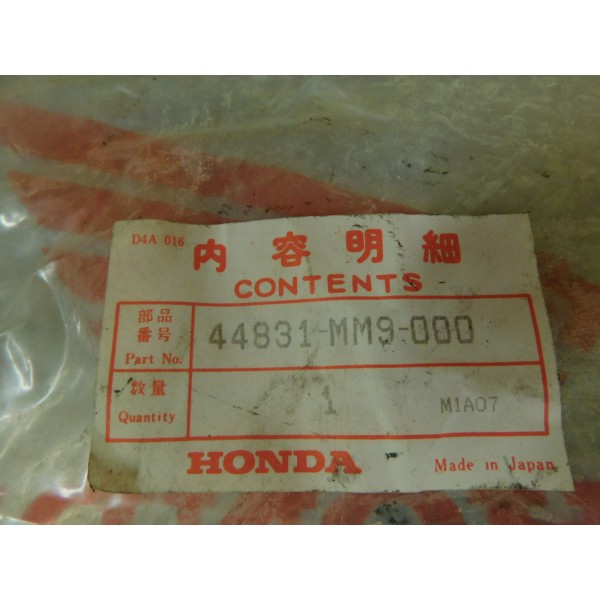 D4A 016
内容明細
CONTENTS
部品
番号
Part No.
44831-MM9-000
数量
Quantity
1
M1A07
HONDA
Made in Japan